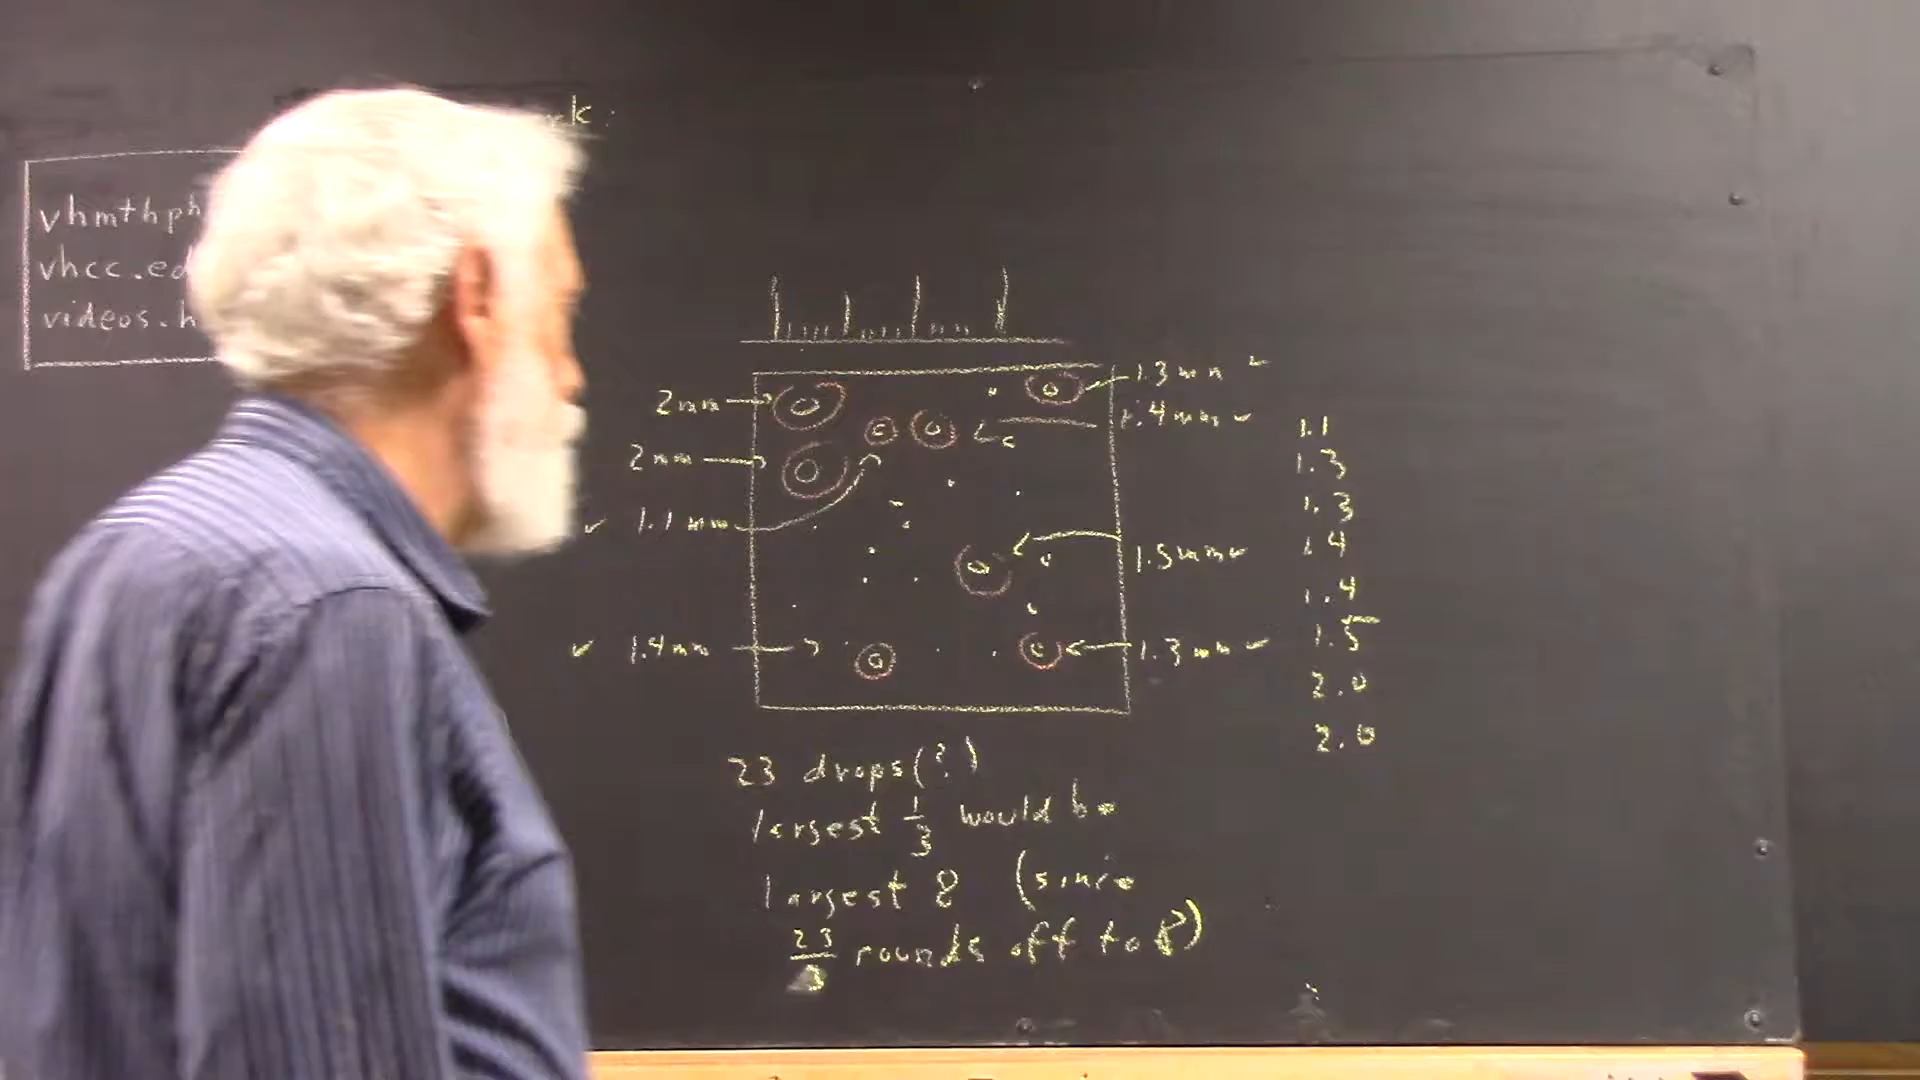 k:
vhmthph
vhcc.ed
videos.h
2mm
2mm
1.1 mm
1.4mm
1.3mm
1.4mm
1.5mm
1.3mm
1.1
1.3
1.3
1.4
1.4
1.5
2.0
2.0
23 drops(?)
largest 1/3 would be
largest 8 (since
23/3 rounds off to 8)